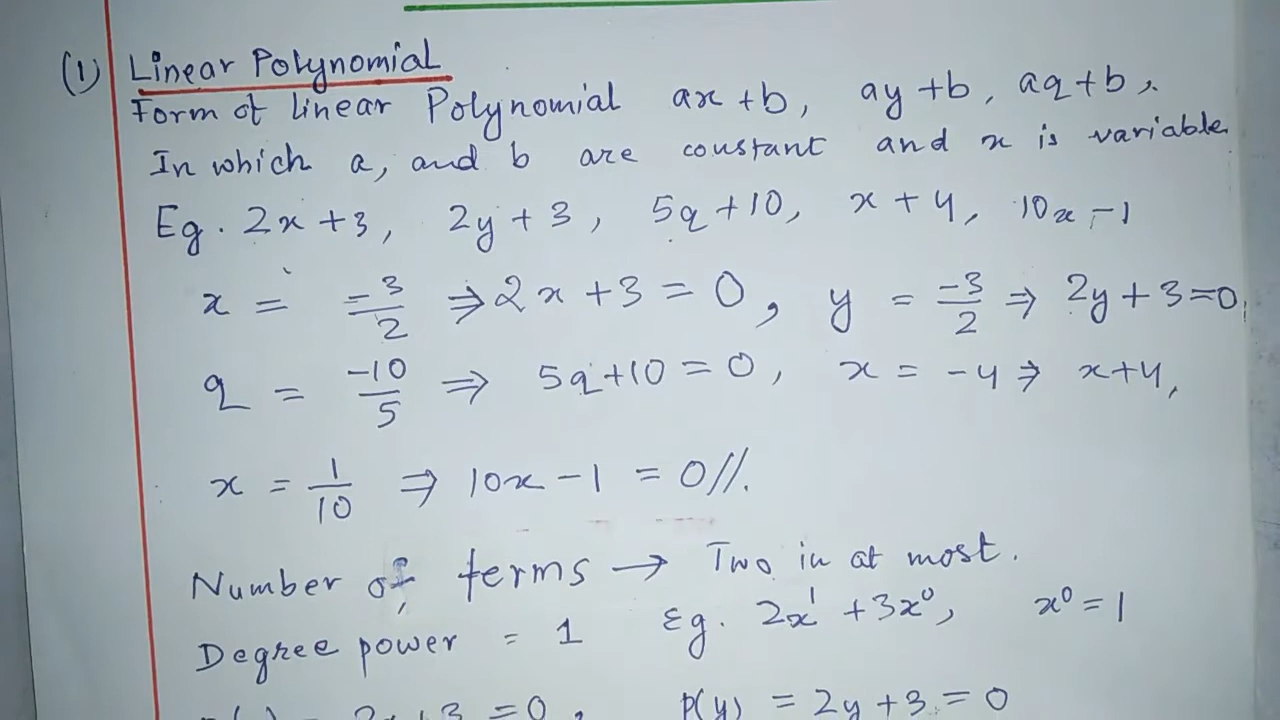 (1) Linear Polynomial
Form of linear Polynomial ax + b, ay + b, aq + b,
In which a, and b are constant and x is variable.
Eg. 2x + 3, 2y + 3, 5q + 10, x + 4, 10x - 1
x = -3/2 ⇒ 2x + 3 = 0, y = -3/2 ⇒ 2y + 3 = 0,
q = -10/5 ⇒ 5q + 10 = 0, x = -4 ⇒ x + 4,
x = 1/10 ⇒ 10x - 1 = 0//.
Number of terms → Two in at most.
Degree power = 1 Eg. 2x¹ + 3x⁰, x⁰ = 1
3 = 0, P(y) = 2y + 3 = 0